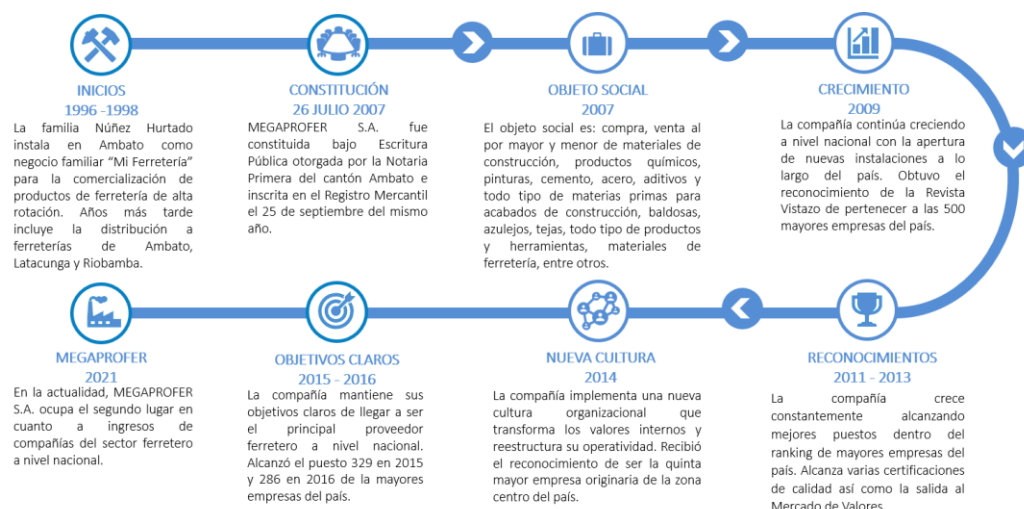 INICIOS
1996 -1998
La familia Núñez Hurtado
instala en Ambato como
negocio familiar “Mi Ferretería”
para la comercialización de
productos de ferretería de alta
rotación. Años más tarde
incluye la distribución a
ferreterías de Ambato,
Latacunga y Riobamba.
CONSTITUCIÓN
26 JULIO 2007
MEGAPROFER S.A. fue
constituida bajo Escritura
Pública otorgada por la Notaria
Primera del cantón Ambato e
inscrita en el Registro Mercantil
el 25 de septiembre del mismo
año.
OBJETO SOCIAL
2007
El objeto social es: compra, venta al
por mayor y menor de materiales de
construcción, productos químicos,
pinturas, cemento, acero, aditivos y
todo tipo de materias primas para
acabados de construcción, baldosas,
azulejos, tejas, todo tipo de productos
y herramientas, materiales de
ferretería, entre otros.
CRECIMIENTO
2009
La compañía continúa creciendo
a nivel nacional con la apertura
de nuevas instalaciones a lo
largo del país. Obtuvo el
reconocimiento de la Revista
Vistazo de pertenecer a las 500
mayores empresas del país.
MEGAPROFER
2021
En la actualidad, MEGAPROFER
S.A. ocupa el segundo lugar en
cuanto a ingresos de
compañías del sector ferretero
a nivel nacional.
OBJETIVOS CLAROS
2015 - 2016
La compañía mantiene sus
objetivos claros de llegar a ser
el principal proveedor
ferretero a nivel nacional.
Alcanzó el puesto 329 en 2015
y 286 en 2016 de la mayores
empresas del país.
NUEVA CULTURA
2014
La compañía implementa una nueva
cultura organizacional que
transforma los valores internos y
reestructura su operatividad. Recibió
el reconocimiento de ser la quinta
mayor empresa originaria de la zona
centro del país.
RECONOCIMIENTOS
2011 - 2013
La compañía crece
constantemente alcanzando
mejores puestos dentro del
ranking de mayores empresas del
país. Alcanza varias certificaciones
de calidad así como la salida al
Mercado de Valores.